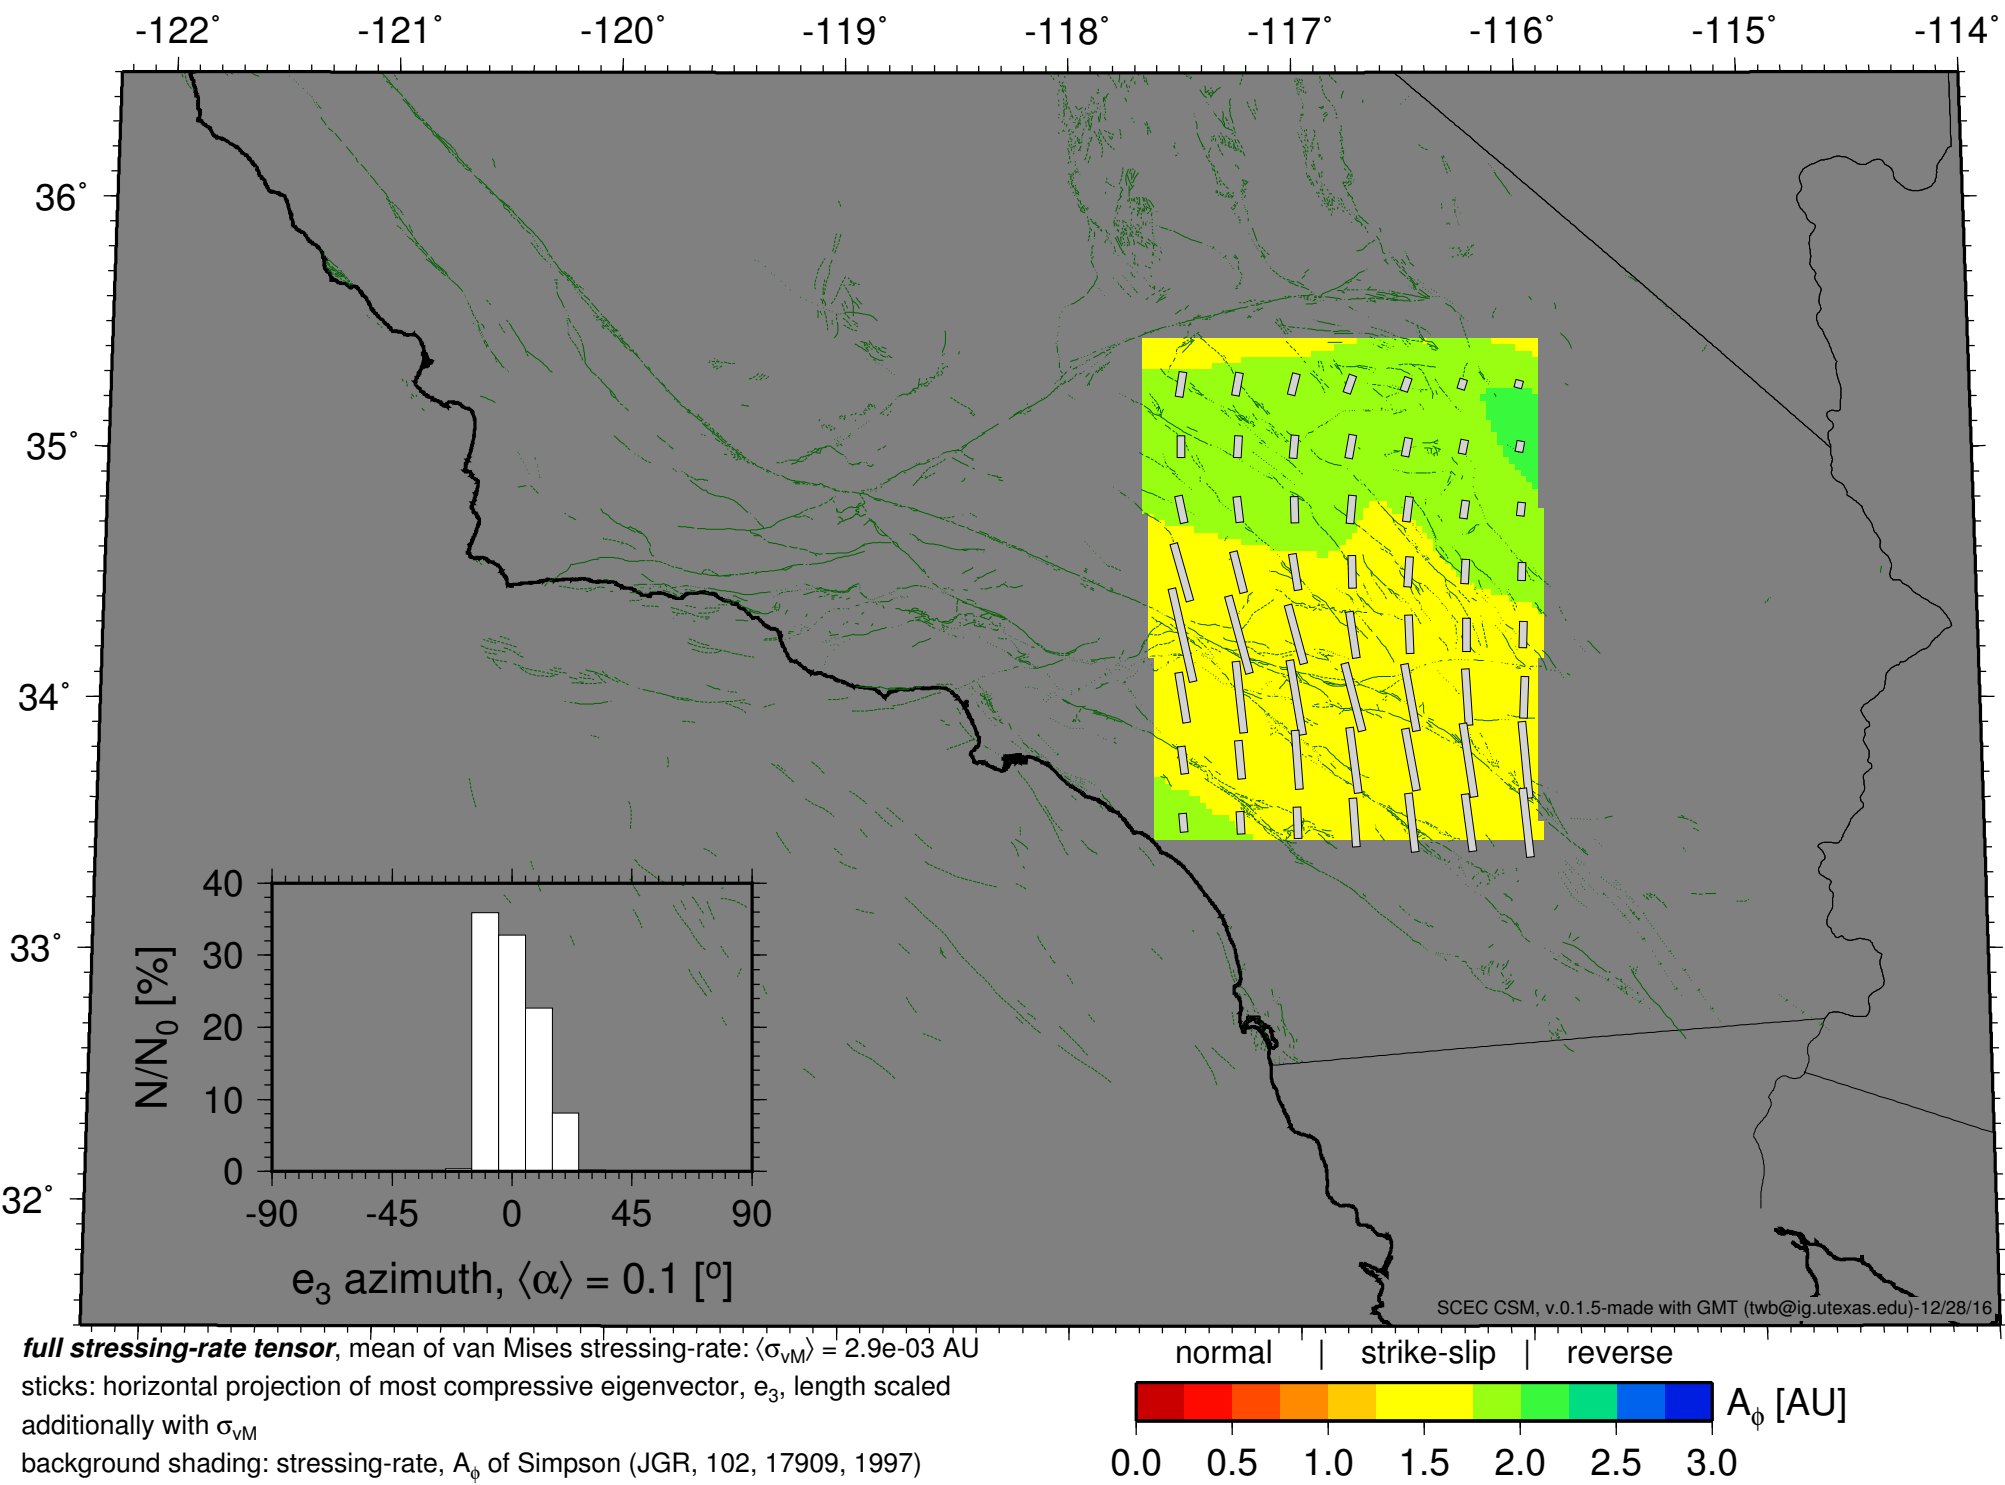 -122˚ -121˚ -120˚ -119˚ -118˚ -117˚ -116˚ -115˚ -114˚
36˚
35˚
34˚
33˚
32˚
40
30
20
10
0
N/N0 [%]
-90 -45 0 45 90
e3 azimuth, ⟨α⟩ = 0.1 [º]
SCEC CSM, v.0.1.5-made with GMT (twb@ig.utexas.edu)-12/28/16
full stressing-rate tensor, mean of van Mises stressing-rate: ⟨σvM⟩ = 2.9e-03 AU
sticks: horizontal projection of most compressive eigenvector, e3, length scaled
additionally with σvM
background shading: stressing-rate, Aϕ of Simpson (JGR, 102, 17909, 1997)
normal | strike-slip | reverse
Aϕ [AU]
0.0 0.5 1.0 1.5 2.0 2.5 3.0